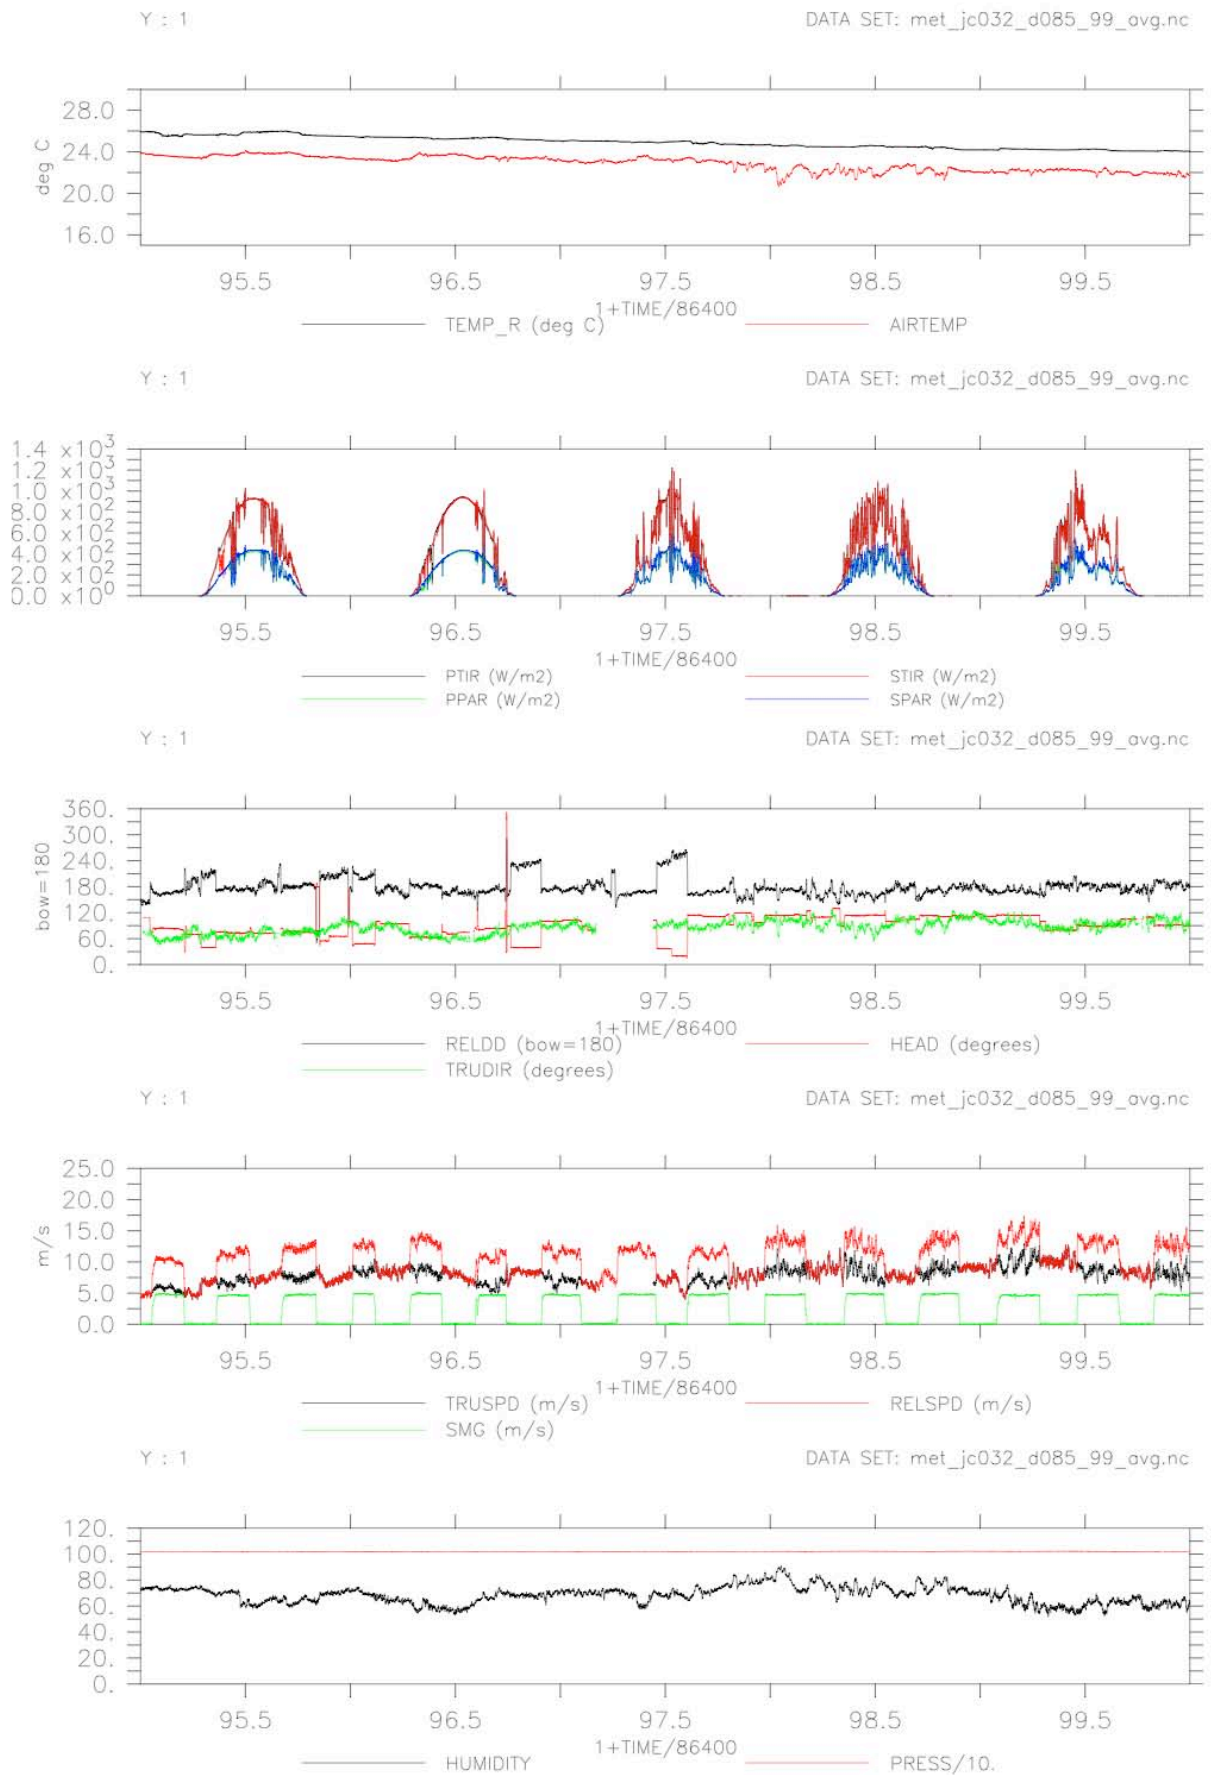 Y : 1 DATA SET: met_jc032_d085_99_avg.nc
28.0
24.0
20.0
16.0
deg C
95.5 96.5 97.5 98.5 99.5
1+TIME/86400
TEMP_R (deg C) AIRTEMP
Y : 1 DATA SET: met_jc032_d085_99_avg.nc
1.4 x10³
1.2 x10³
1.0 x10³
8.0 x10²
6.0 x10²
4.0 x10²
2.0 x10²
0.0 x10⁰
95.5 96.5 97.5 98.5 99.5
1+TIME/86400
PTIR (W/m2) STIR (W/m2)
PPAR (W/m2) SPAR (W/m2)
Y : 1 DATA SET: met_jc032_d085_99_avg.nc
360.
300.
240.
180.
120.
60.
0.
bow=180
95.5 96.5 97.5 98.5 99.5
1+TIME/86400
RELDD (bow=180) HEAD (degrees)
TRUDIR (degrees)
Y : 1 DATA SET: met_jc032_d085_99_avg.nc
25.0
20.0
15.0
10.0
5.0
0.0
m/s
95.5 96.5 97.5 98.5 99.5
1+TIME/86400
TRUSPD (m/s) RELSPD (m/s)
SMG (m/s)
Y : 1 DATA SET: met_jc032_d085_99_avg.nc
120.
100.
80.
60.
40.
20.
0.
95.5 96.5 97.5 98.5 99.5
1+TIME/86400
HUMIDITY PRESS/10.